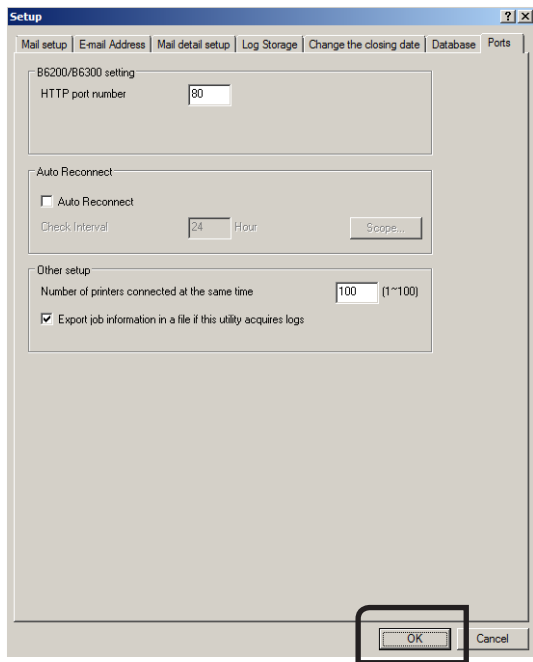 Setup
? ×
Mail setup E-mail Address Mail detail setup Log Storage Change the closing date Database Ports
B6200/B6300 setting
HTTP port number 80
Auto Reconnect
Auto Reconnect
Check Interval 24 Hour Scope...
Other setup
Number of printers connected at the same time 100 (1~100)
Export job information in a file if this utility acquires logs
OK Cancel